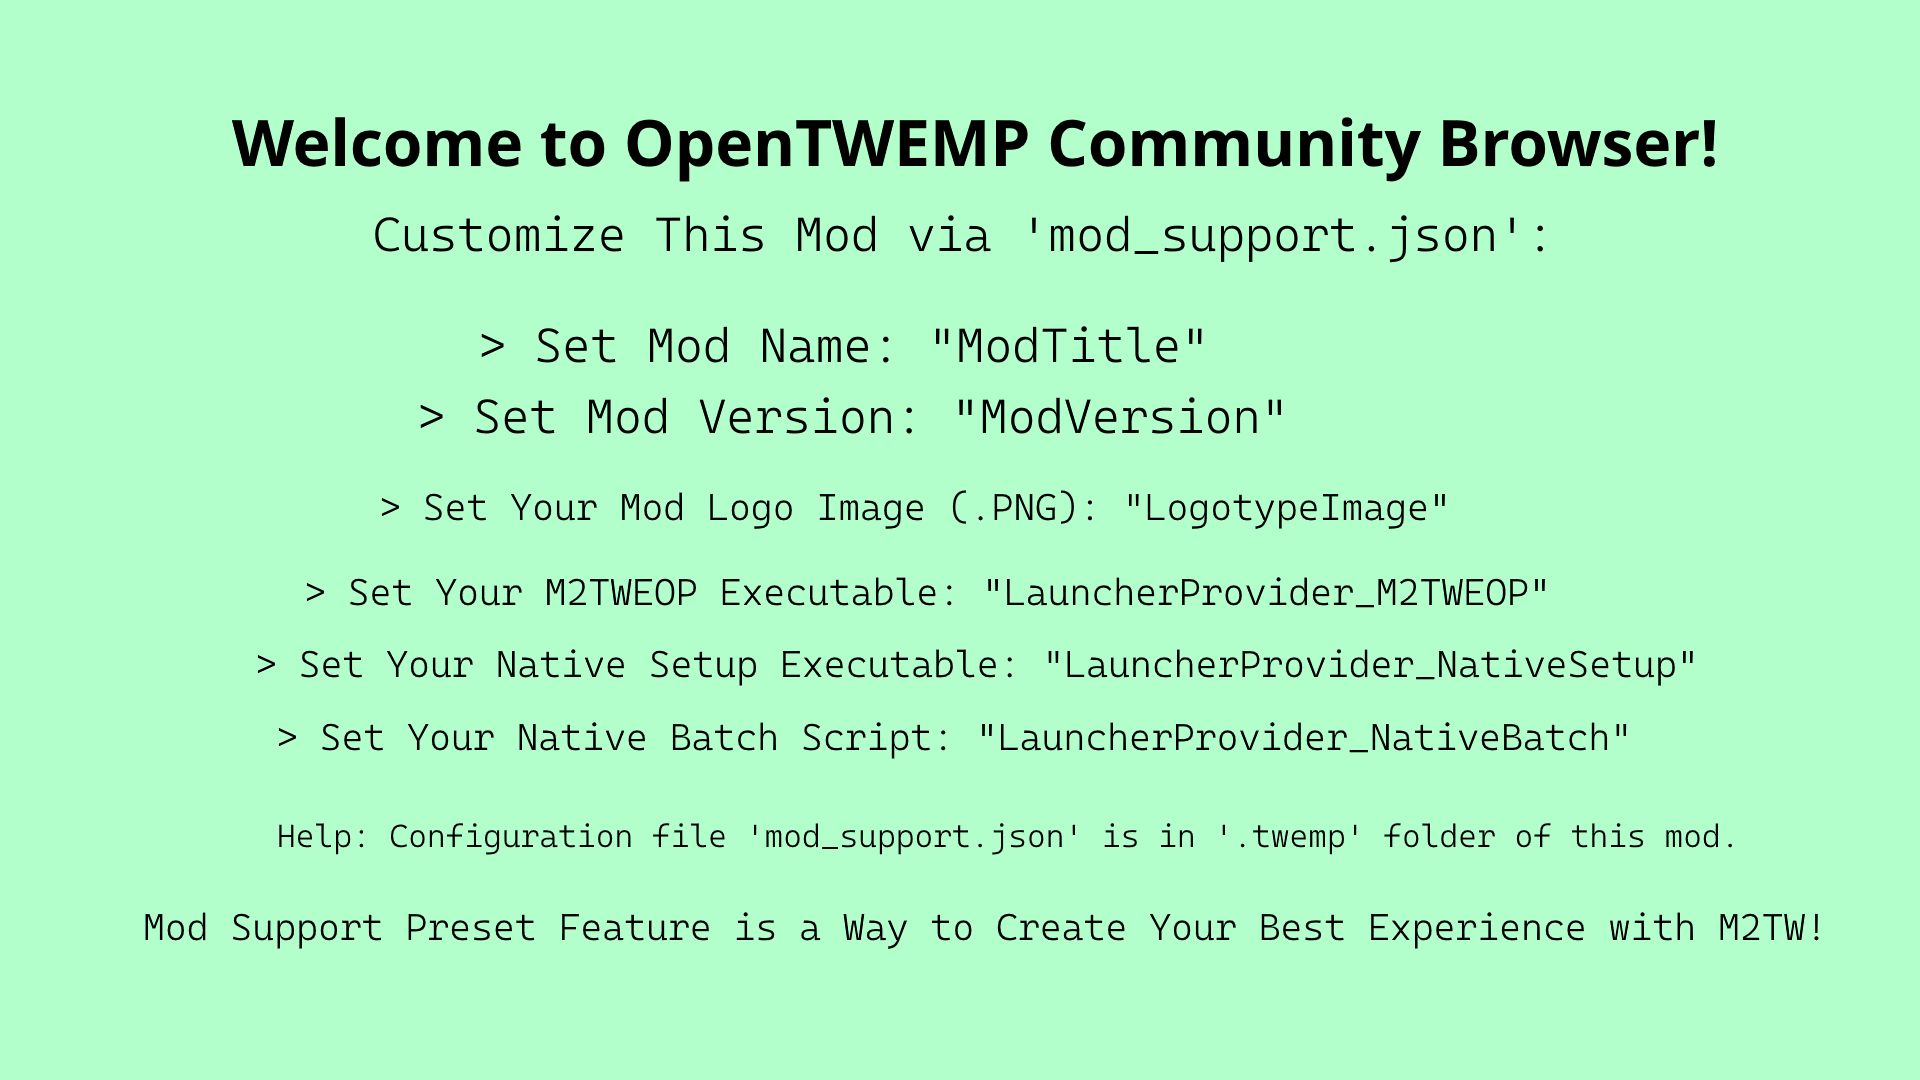 Welcome to OpenTWEMP Community Browser!
Customize This Mod via 'mod_support.json':
> Set Mod Name: "ModTitle"
> Set Mod Version: "ModVersion"
> Set Your Mod Logo Image (.PNG): "LogotypeImage"
> Set Your M2TWEOP Executable: "LauncherProvider_M2TWEOP"
> Set Your Native Setup Executable: "LauncherProvider_NativeSetup"
> Set Your Native Batch Script: "LauncherProvider_NativeBatch"
Help: Configuration file 'mod_support.json' is in '.twemp' folder of this mod.
Mod Support Preset Feature is a Way to Create Your Best Experience with M2TW!